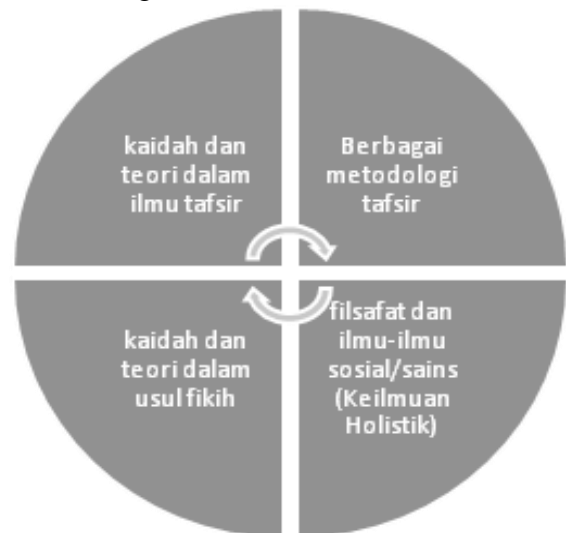 kaidah dan
teori dalam
ilmu tafsir
Berbagai
metodologi
tafsir
kaidah dan
teori dalam
usul fikih
filsafat dan
ilmu-ilmu
sosial/sains
(Keilmuan
Holistik)